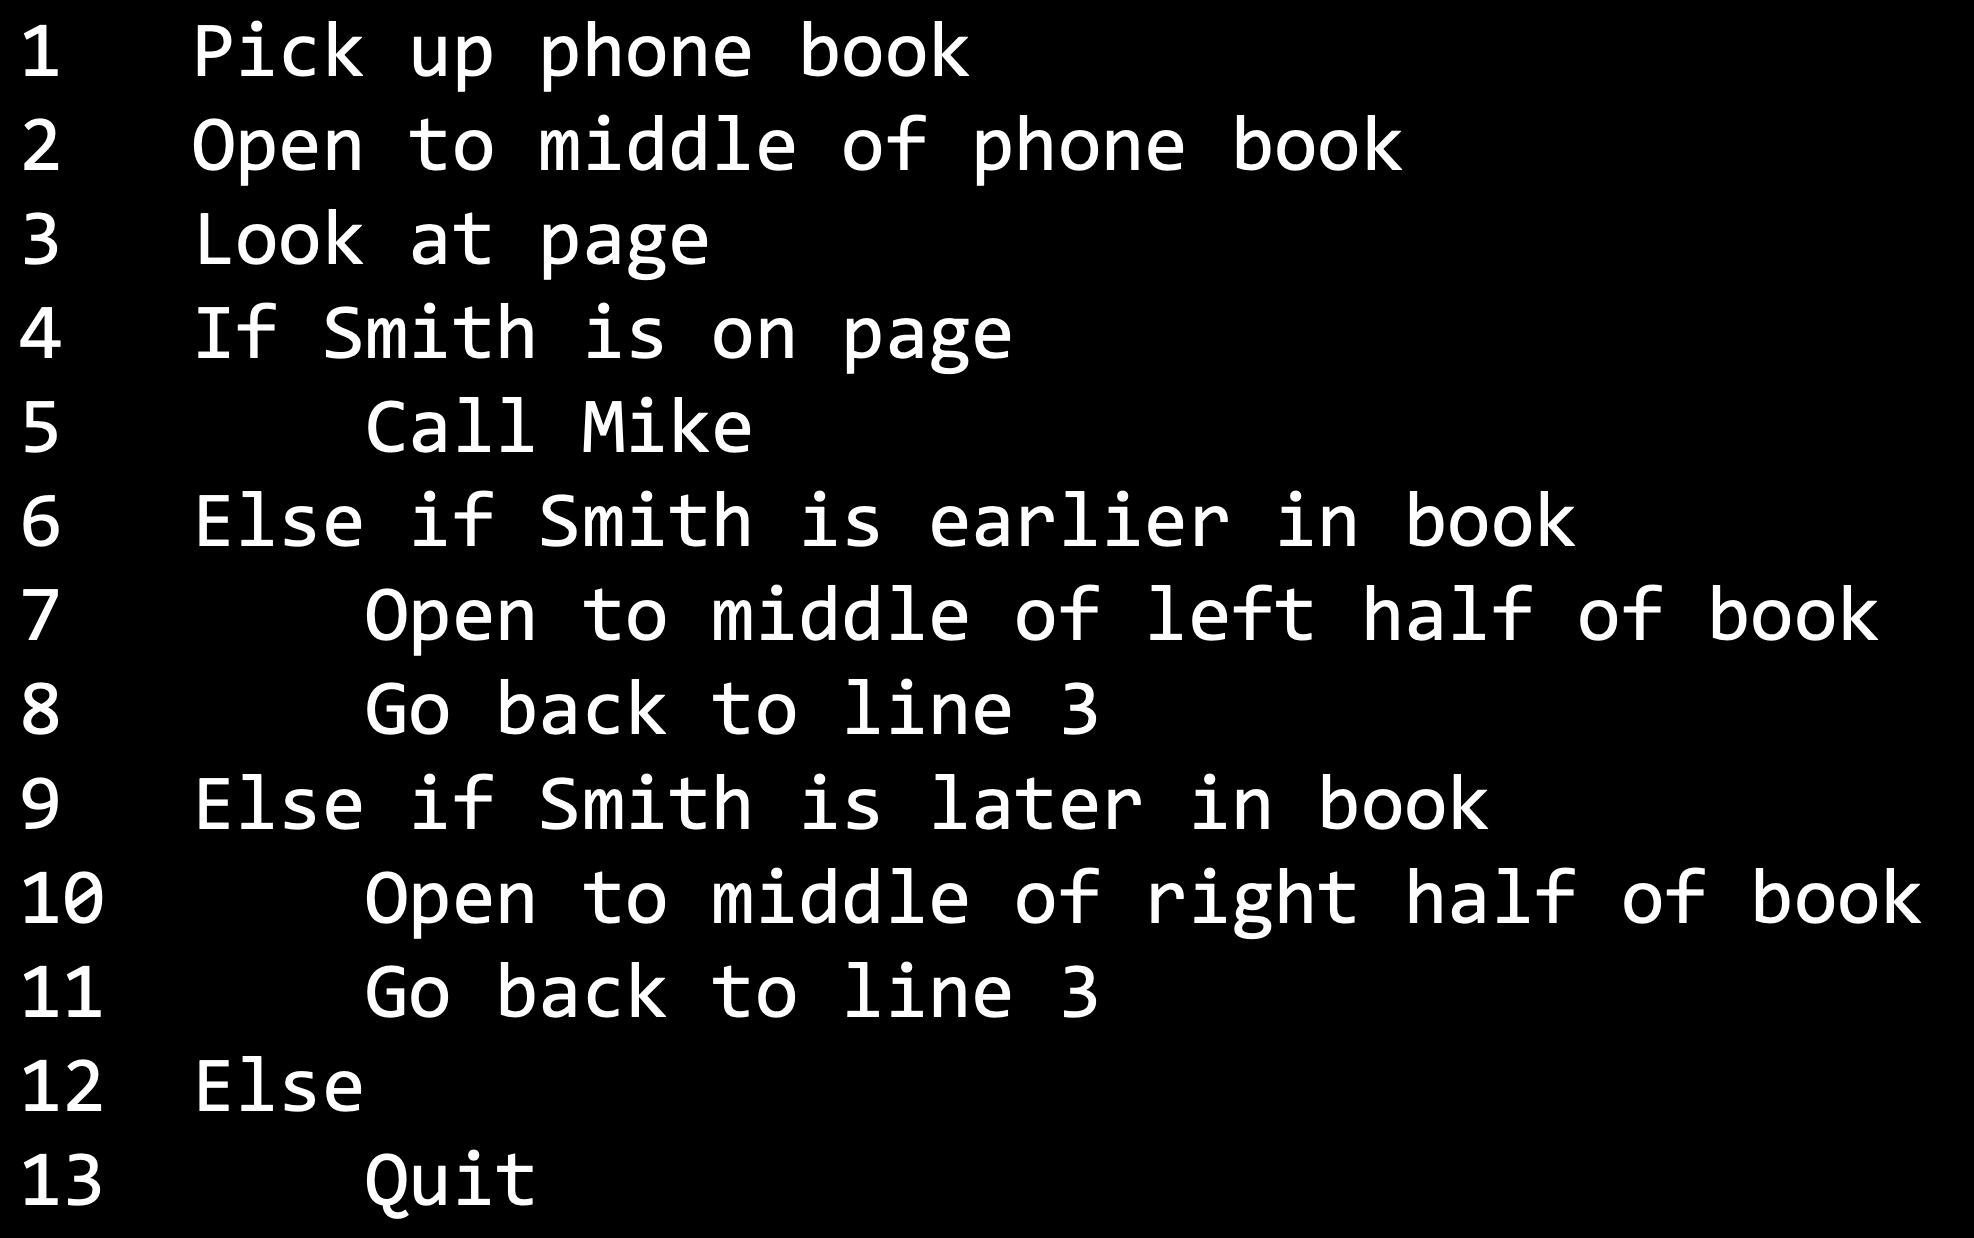 1 Pick up phone book
2 Open to middle of phone book
3 Look at page
4 If Smith is on page
5 Call Mike
6 Else if Smith is earlier in book
7 Open to middle of left half of book
8 Go back to line 3
9 Else if Smith is later in book
10 Open to middle of right half of book
11 Go back to line 3
12 Else
13 Quit